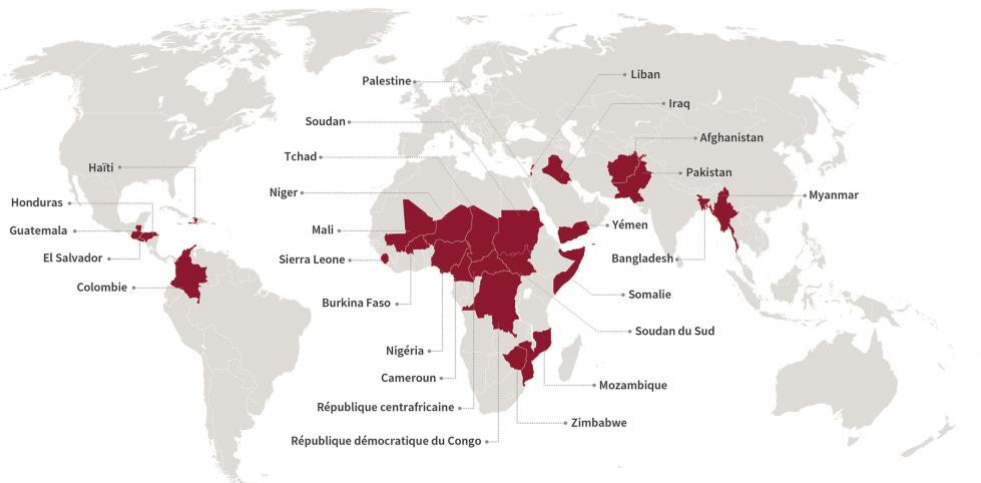 Palestine
Liban
Iraq
Soudan
Afghanistan
Tchad
Haïti
Pakistan
Niger
Myanmar
Honduras
Guatemala
Mali
Yémen
El Salvador
Sierra Leone
Bangladesh
Colombie
Burkina Faso
Somalie
Soudan du Sud
Nigéria
Cameroun
Mozambique
République centrafricaine
Zimbabwe
République démocratique du Congo